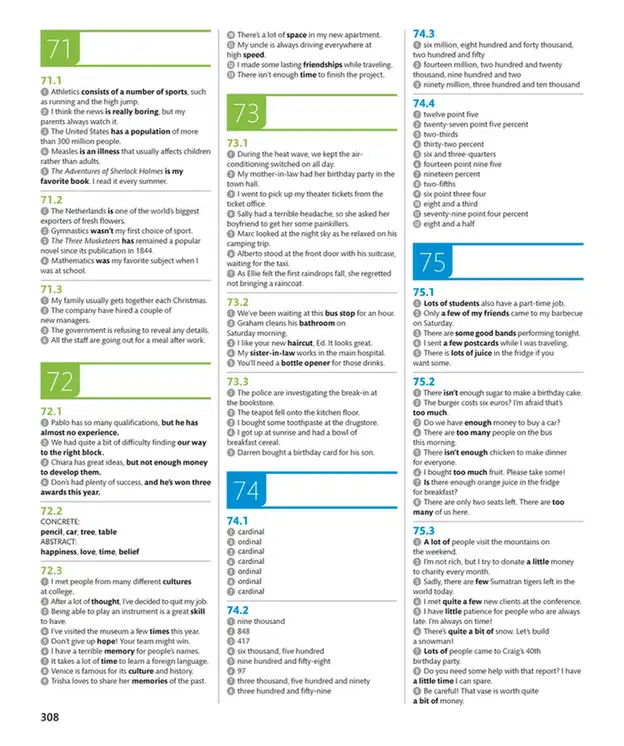 71
71.1
1 Athletics consists of a number of sports, such
as running and the high jump.
2 I think the news is really boring, but my
parents always watch it.
3 The United States has a population of more
than 300 million people.
4 Measles is an illness that usually affects children
rather than adults.
5 The Adventures of Sherlock Holmes is my
favorite book. I read it every summer.
71.2
1 The Netherlands is one of the world's biggest
exporters of fresh flowers.
2 Gymnastics wasn't my first choice of sport.
3 The Three Musketeers has remained a popular
novel since its publication in 1844.
4 Mathematics was my favorite subject when I
was at school.
71.3
1 My family usually gets together each Christmas.
2 The company have hired a couple of
new managers.
3 The government is refusing to reveal any details.
4 All the staff are going out for a meal after work.
72
72.1
1 Pablo has so many qualifications, but he has
almost no experience.
2 We had quite a bit of difficulty finding our way
to the right block.
3 Chiara has great ideas, but not enough money
to develop them.
4 Don's had plenty of success, and he's won three
awards this year.
72.2
CONCRETE:
pencil, car, tree, table
ABSTRACT:
happiness, love, time, belief
72.3
1 I met people from many different cultures
at college.
2 After a lot of thought, I've decided to quit my job.
3 Being able to play an instrument is a great skill
to have.
4 I've visited the museum a few times this year.
5 Don't give up hope! Your team might win.
6 I have a terrible memory for people's names.
7 It takes a lot of time to learn a foreign language.
8 Venice is famous for its culture and history.
9 Trisha loves to share her memories of the past.
308
10 There's a lot of space in my new apartment.
11 My uncle is always driving everywhere at
high speed.
12 I made some lasting friendships while traveling.
13 There isn't enough time to finish the project.
73
73.1
1 During the heat wave, we kept the air-
conditioning switched on all day.
2 My mother-in-law had her birthday party in the
town hall.
3 I went to pick up my theater tickets from the
ticket office.
4 Sally had a terrible headache, so she asked her
boyfriend to get her some painkillers.
5 Marc looked at the night sky as he relaxed on his
camping trip.
6 Alberto stood at the front door with his suitcase,
waiting for the taxi.
7 As Ellie felt the first raindrops fall, she regretted
not bringing a raincoat.
73.2
1 We've been waiting at this bus stop for an hour.
2 Graham cleans his bathroom on
Saturday morning.
3 I like your new haircut, Ed. It looks great.
4 My sister-in-law works in the main hospital.
5 You'll need a bottle opener for those drinks.
73.3
1 The police are investigating the break-in at
the bookstore.
2 The teapot fell onto the kitchen floor.
3 I bought some toothpaste at the drugstore.
4 I got up at sunrise and had a bowl of
breakfast cereal.
5 Darren bought a birthday card for his son.
74
74.1
1 cardinal
2 ordinal
3 cardinal
4 cardinal
5 ordinal
6 ordinal
7 cardinal
74.2
1 nine thousand
2 848
3 417
4 six thousand, five hundred
5 nine hundred and fifty-eight
6 97
7 three thousand, five hundred and ninety
8 three hundred and fifty-nine
74.3
1 six million, eight hundred and forty thousand,
two hundred and fifty
2 fourteen million, two hundred and twenty
thousand, nine hundred and two
3 ninety million, three hundred and ten thousand
74.4
1 twelve point five
2 twenty-seven point five percent
3 two-thirds
4 thirty-two percent
5 six and three-quarters
6 fourteen point nine five
7 nineteen percent
8 two-fifths
9 six point three four
10 eight and a third
11 seventy-nine point four percent
12 eight and a half
75
75.1
1 Lots of students also have a part-time job.
2 Only a few of my friends came to my barbecue
on Saturday.
3 There are some good bands performing tonight.
4 I sent a few postcards while I was traveling.
5 There is lots of juice in the fridge if you
want some.
75.2
1 There isn't enough sugar to make a birthday cake.
2 The burger costs six euros? I'm afraid that's
too much.
3 Do we have enough money to buy a car?
4 There are too many people on the bus
this morning.
5 There isn't enough chicken to make dinner
for everyone.
6 I bought too much fruit. Please take some!
7 Is there enough orange juice in the fridge
for breakfast?
8 There are only two seats left. There are too
many of us here.
75.3
1 A lot of people visit the mountains on
the weekend.
2 I'm not rich, but I try to donate a little money
to charity every month.
3 Sadly, there are few Sumatran tigers left in the
world today.
4 I met quite a few new clients at the conference.
5 I have little patience for people who are always
late. I'm always on time!
6 There's quite a bit of snow. Let's build
a snowman!
7 Lots of people came to Craig's 40th
birthday party.
8 Do you need some help with that report? I have
a little time I can spare.
9 Be careful! That vase is worth quite
a bit of money.